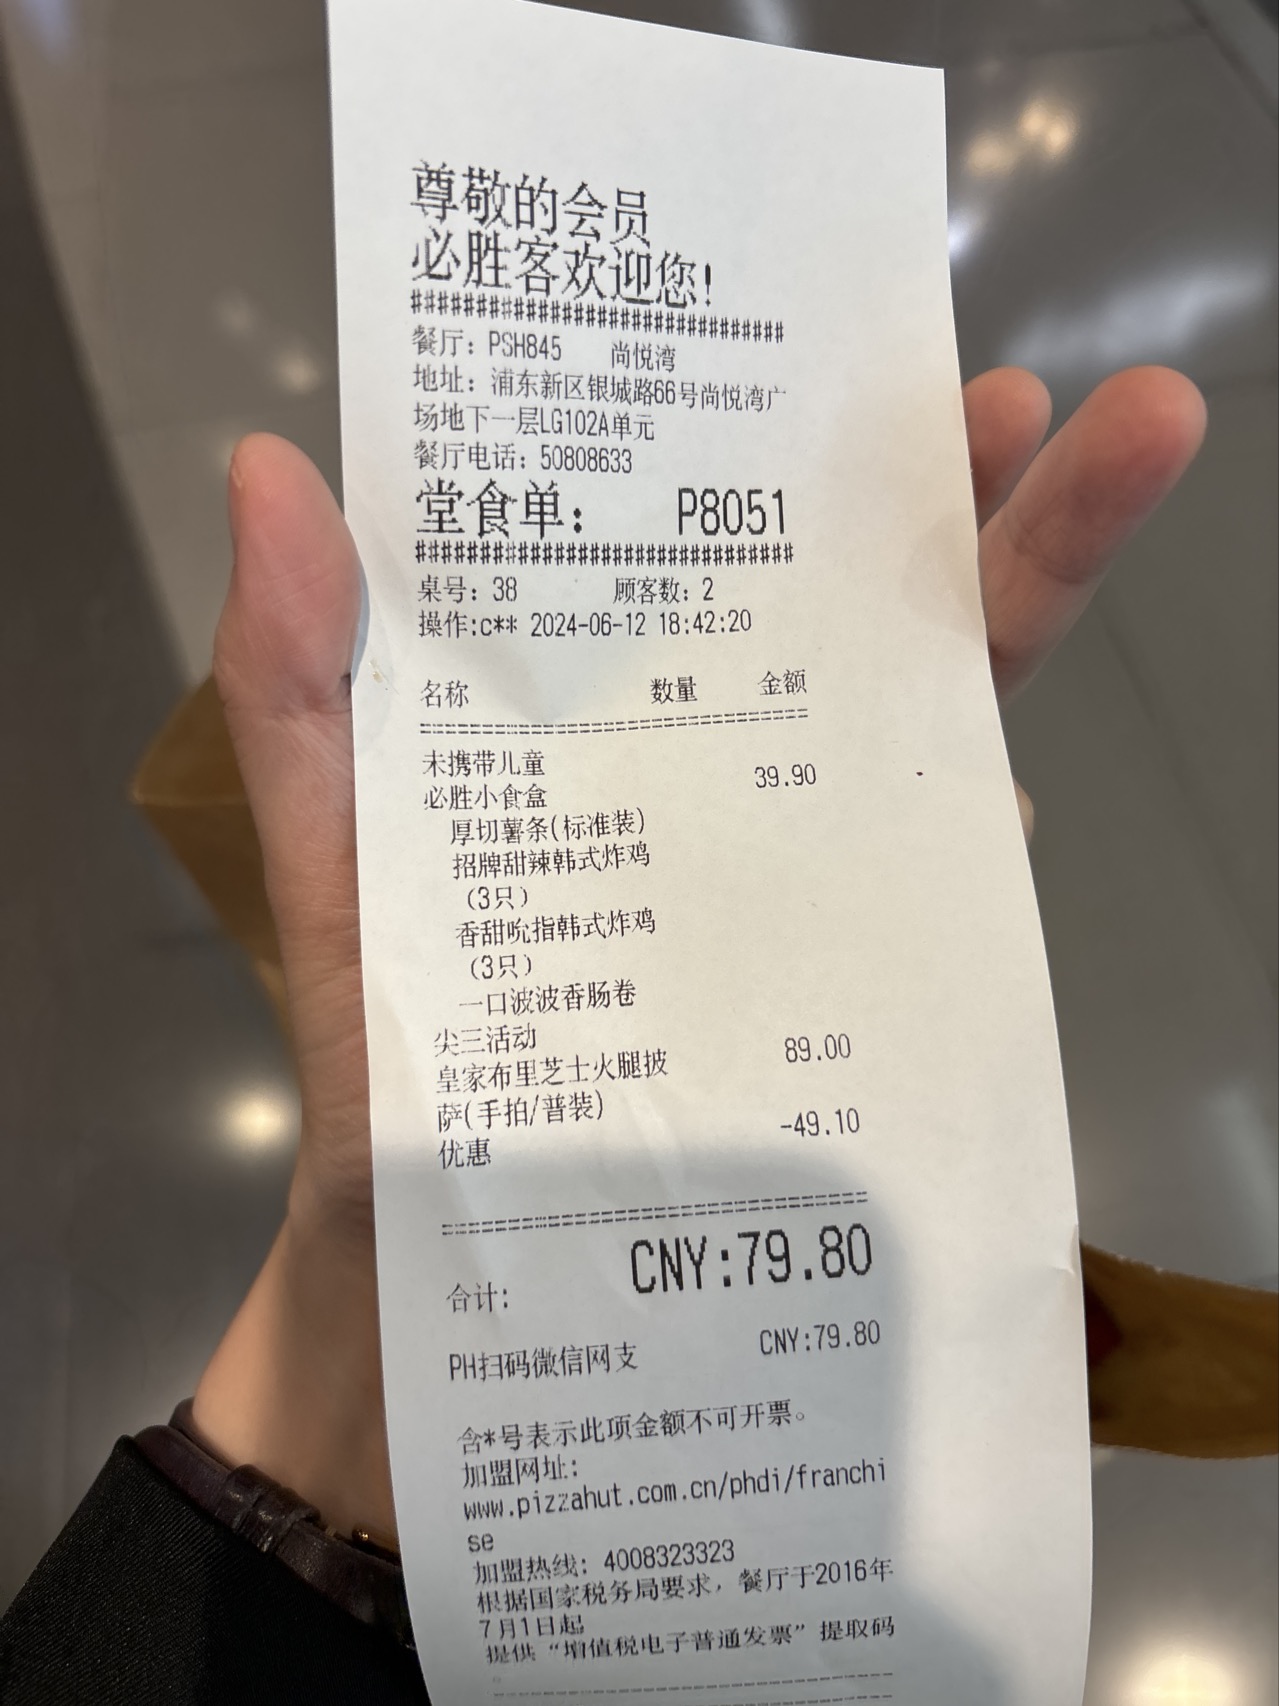 尊敬的会员
必胜客欢迎您!
################################
餐厅: PSH845 尚悦湾
地址: 浦东新区银城路66号尚悦湾广
场地下一层LG102A单元
餐厅电话: 50808633
堂食单: P8051
################################
桌号: 38 顾客数: 2
操作:c** 2024-06-12 18:42:20
名称 数量 金额
================================
未携带儿童
必胜小食盒 39.90
厚切薯条(标准装)
招牌甜辣韩式炸鸡
(3只)
香甜吮指韩式炸鸡
(3只)
一口波波香肠卷
尖三活动
皇家布里芝士火腿披 89.00
萨(手拍/普装)
优惠 -49.10
================================
合计: CNY:79.80
PH扫码微信网支 CNY:79.80
含*号表示此项金额不可开票。
加盟网址:
www.pizzahut.com.cn/phdi/franchi
se
加盟热线: 4008323323
根据国家税务局要求，餐厅于2016年
7月1日起
提供“增值税电子普通发票”提取码